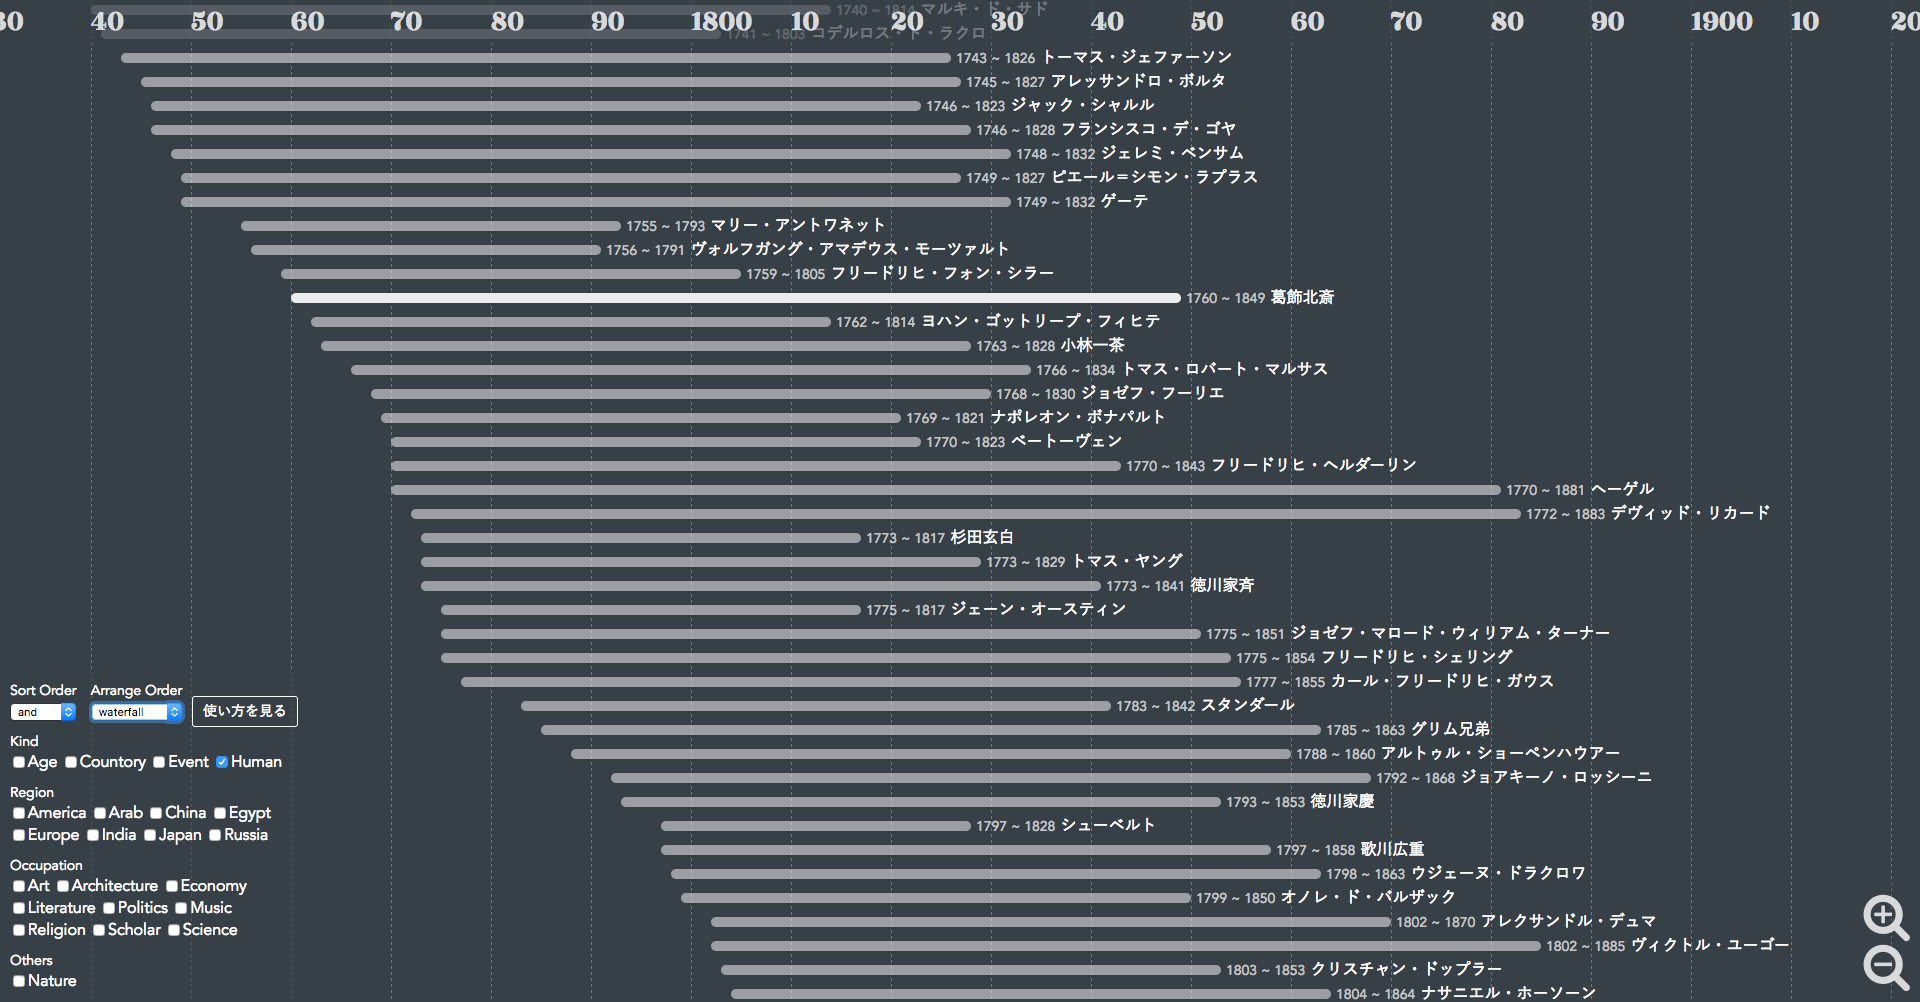 30 40 50 60 70 80 90 1800 10 20 30 40 50 60 70 80 90 1900 10 20
1740 ~ 1814 マルキ・ド・サド
1741 ~ 1803 コデルロス・ド・ラクロ
1743 ~ 1826 トーマス・ジェファーソン
1745 ~ 1827 アレッサンドロ・ボルタ
1746 ~ 1823 ジャック・シャルル
1746 ~ 1828 フランシスコ・デ・ゴヤ
1748 ~ 1832 ジェレミ・ベンサム
1749 ~ 1827 ピエール=シモン・ラプラス
1749 ~ 1832 ゲーテ
1755 ~ 1793 マリー・アントワネット
1756 ~ 1791 ヴォルフガング・アマデウス・モーツァルト
1759 ~ 1805 フリードリヒ・フォン・シラー
1760 ~ 1849 葛飾北斎
1762 ~ 1814 ヨハン・ゴットリープ・フィヒテ
1763 ~ 1828 小林一茶
1766 ~ 1834 トマス・ロバート・マルサス
1768 ~ 1830 ジョゼフ・フーリエ
1769 ~ 1821 ナポレオン・ボナパルト
1770 ~ 1823 ベートーヴェン
1770 ~ 1843 フリードリヒ・ヘルダーリン
1770 ~ 1881 ヘーゲル
1772 ~ 1883 デヴィッド・リカード
1773 ~ 1817 杉田玄白
1773 ~ 1829 トマス・ヤング
1773 ~ 1841 徳川家斉
1775 ~ 1817 ジェーン・オースティン
1775 ~ 1851 ジョゼフ・マロード・ウィリアム・ターナー
1775 ~ 1854 フリードリヒ・シェリング
1777 ~ 1855 カール・フリードリヒ・ガウス
1783 ~ 1842 スタンダール
1785 ~ 1863 グリム兄弟
1788 ~ 1860 アルトゥル・ショーペンハウアー
1792 ~ 1868 ジョアキーノ・ロッシーニ
1793 ~ 1853 徳川家慶
1797 ~ 1828 シューベルト
1797 ~ 1858 歌川広重
1798 ~ 1863 ウジェーヌ・ドラクロワ
1799 ~ 1850 オノレ・ド・バルザック
1802 ~ 1870 アレクサンドル・デュマ
1802 ~ 1885 ヴィクトル・ユーゴー
1803 ~ 1853 クリスチャン・ドップラー
1804 ~ 1864 ナサニエル・ホーソーン
Sort Order Arrange Order
and waterfall 使い方を見る
Kind
Age Countory Event Human
Region
America Arab China Egypt
Europe India Japan Russia
Occupation
Art Architecture Economy
Literature Politics Music
Religion Scholar Science
Others
Nature